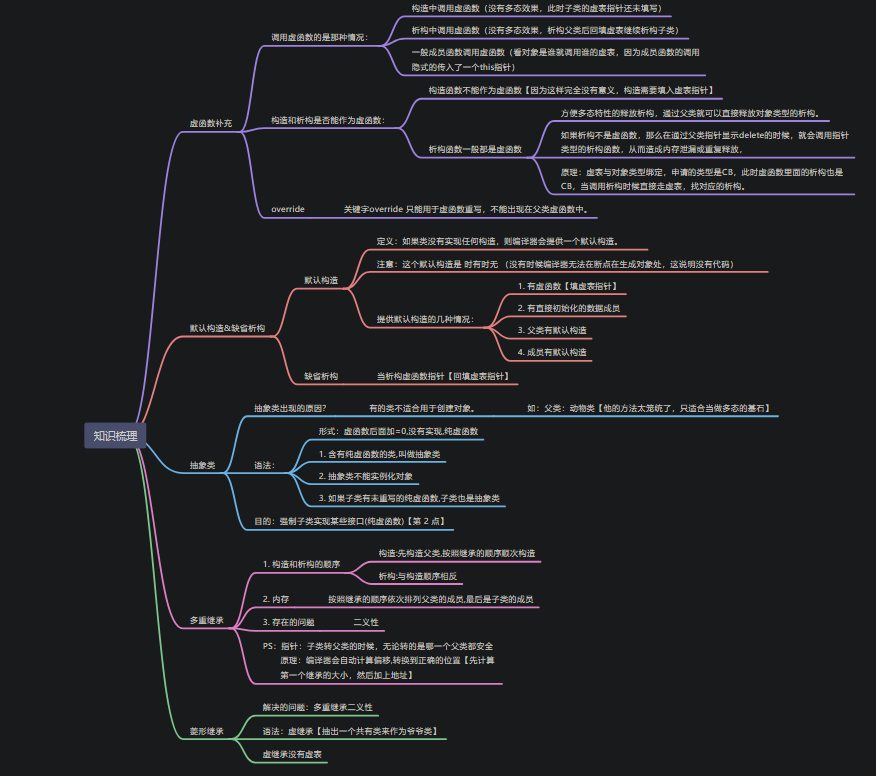 知识梳理
虚函数补充
调用虚函数的是那种情况：
构造中调用虚函数（没有多态效果，此时子类的虚表指针还未填写）
析构中调用虚函数（没有多态效果，析构父类后回填虚表继续析构子类）
一般成员函数调用虚函数（看对象是谁就调用谁的虚表，因为成员函数的调用
隐式的传入了一个this指针）
构造和析构是否能作为虚函数：
构造函数不能作为虚函数【因为这样完全没有意义，构造需要填入虚表指针】
析构函数一般都是虚函数
方便多态特性的释放析构，通过父类就可以直接释放对象类型的析构。
如果析构不是虚函数，那么在通过父类指针显示delete的时候，就会调用指针
类型的析构函数，从而造成内存泄漏或重复释放，
原理：虚表与对象类型绑定，申请的类型是CB，此时虚函数里面的析构也是
CB，当调用析构时候直接走虚表，找对应的析构。
override
关键字override 只能用于虚函数重写，不能出现在父类虚函数中。
默认构造&缺省析构
默认构造
定义：如果类没有实现任何构造，则编译器会提供一个默认构造。
注意：这个默认构造是 时有时无 （没有时候编译器无法在断点在生成对象处，这说明没有代码）
提供默认构造的几种情况：
1. 有虚函数【填虚表指针】
2. 有直接初始化的数据成员
3. 父类有默认构造
4. 成员有默认构造
缺省析构
当析构虚函数指针【回填虚表指针】
抽象类
抽象类出现的原因？
有的类不适合用于创建对象。
如：父类：动物类【他的方法太笼统了，只适合当做多态的基石】
语法：
形式：虚函数后面加=0,没有实现,纯虚函数
1. 含有纯虚函数的类,叫做抽象类
2. 抽象类不能实例化对象
3. 如果子类有未重写的纯虚函数,子类也是抽象类
目的：强制子类实现某些接口(纯虚函数)【第 2 点】
多重继承
1. 构造和析构的顺序
构造:先构造父类,按照继承的顺序顺次构造
析构:与构造顺序相反
2. 内存
按照继承的顺序依次排列父类的成员,最后是子类的成员
3. 存在的问题
二义性
PS：指针：子类转父类的时候，无论转的是哪一个父类都安全
原理：编译器会自动计算偏移,转换到正确的位置【先计算
第一个继承的大小，然后加上地址】
菱形继承
解决的问题：多重继承二义性
语法：虚继承【抽出一个共有类来作为爷爷类】
虚继承没有虚表